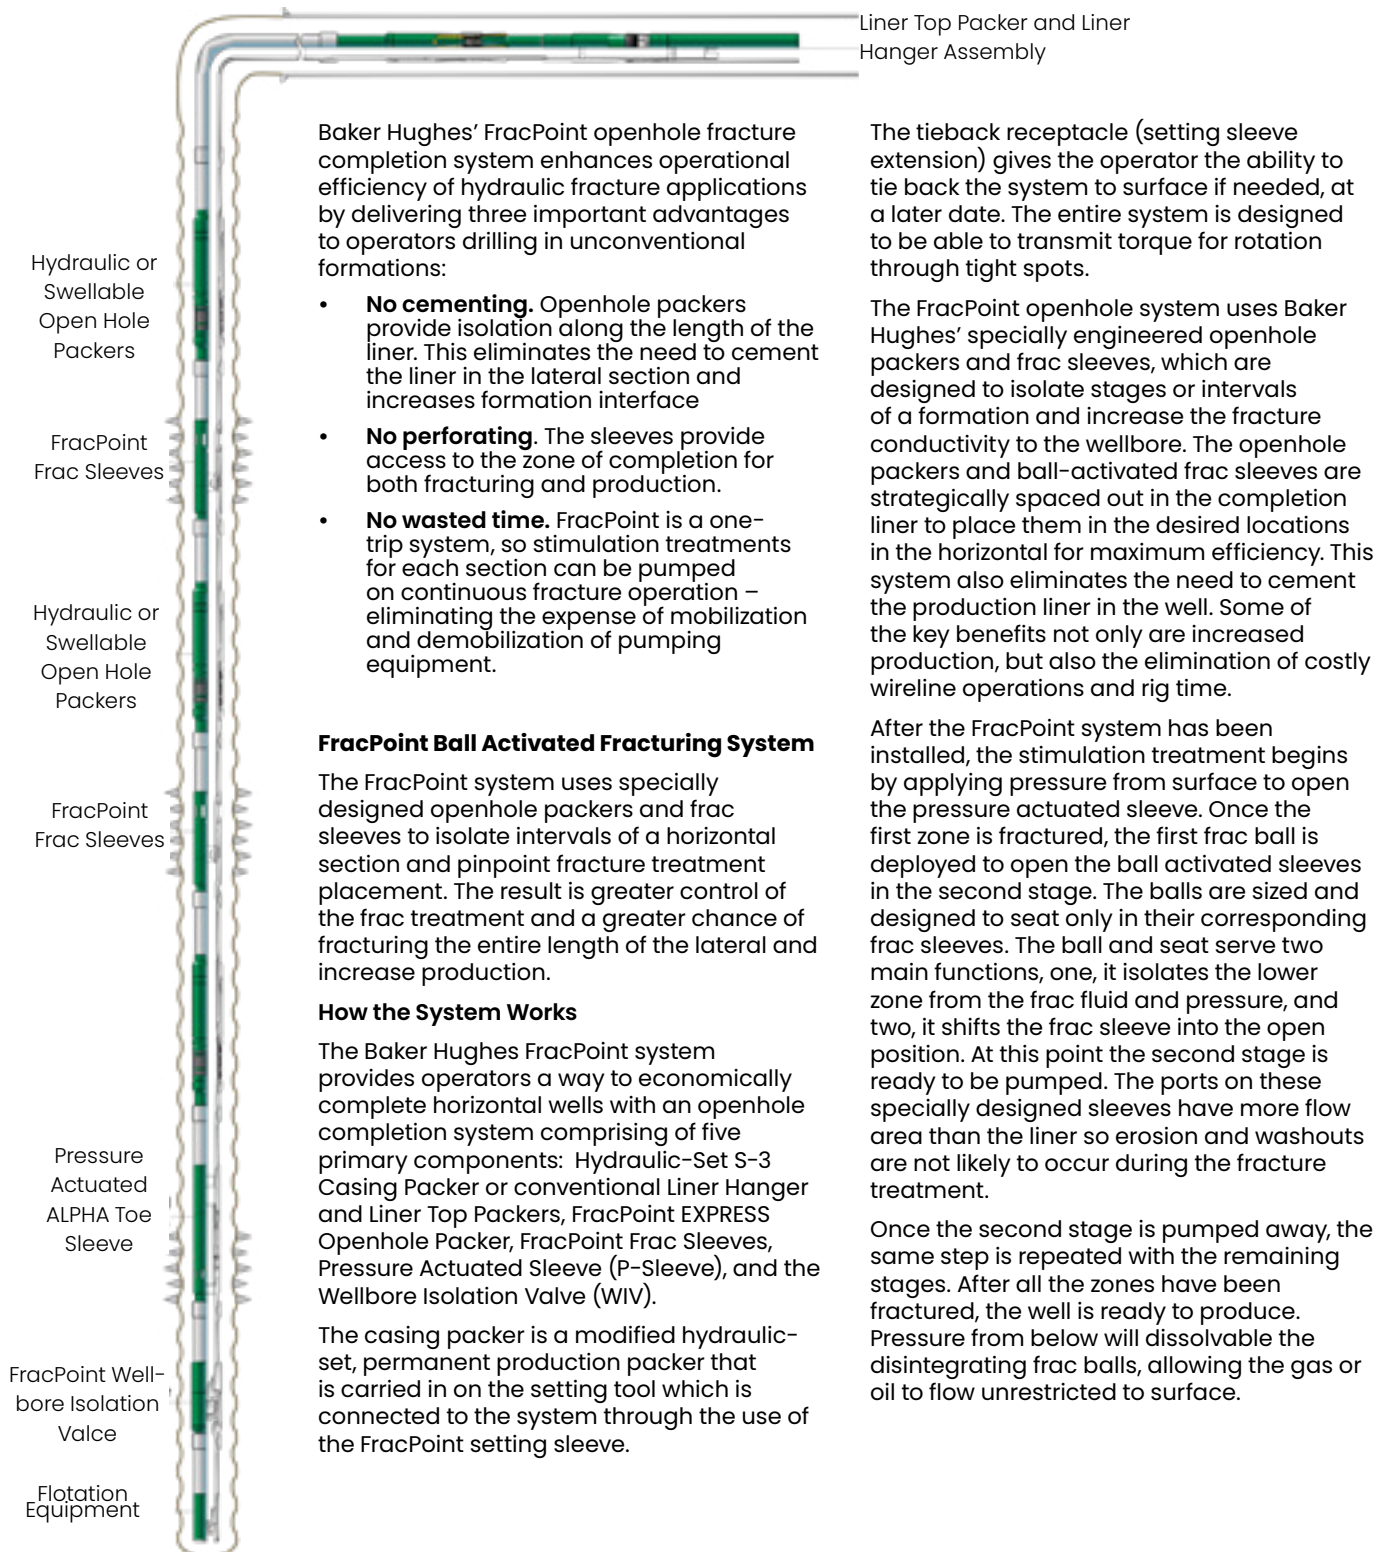 Liner Top Packer and Liner
Hanger Assembly
Hydraulic or
Swellable
Open Hole
Packers
FracPoint
Frac Sleeves
Hydraulic or
Swellable
Open Hole
Packers
FracPoint
Frac Sleeves
Pressure
Actuated
ALPHA Toe
Sleeve
FracPoint Well-
bore Isolation
Valce
Flotation
Equipment
Baker Hughes’ FracPoint openhole fracture
completion system enhances operational
efficiency of hydraulic fracture applications
by delivering three important advantages
to operators drilling in unconventional
formations:
• No cementing. Openhole packers
provide isolation along the length of the
liner. This eliminates the need to cement
the liner in the lateral section and
increases formation interface
• No perforating. The sleeves provide
access to the zone of completion for
both fracturing and production.
• No wasted time. FracPoint is a one-
trip system, so stimulation treatments
for each section can be pumped
on continuous fracture operation –
eliminating the expense of mobilization
and demobilization of pumping
equipment.
FracPoint Ball Activated Fracturing System
The FracPoint system uses specially
designed openhole packers and frac
sleeves to isolate intervals of a horizontal
section and pinpoint fracture treatment
placement. The result is greater control of
the frac treatment and a greater chance of
fracturing the entire length of the lateral and
increase production.
How the System Works
The Baker Hughes FracPoint system
provides operators a way to economically
complete horizontal wells with an openhole
completion system comprising of five
primary components:  Hydraulic-Set S-3
Casing Packer or conventional Liner Hanger
and Liner Top Packers, FracPoint EXPRESS
Openhole Packer, FracPoint Frac Sleeves,
Pressure Actuated Sleeve (P-Sleeve), and the
Wellbore Isolation Valve (WIV).
The casing packer is a modified hydraulic-
set, permanent production packer that
is carried in on the setting tool which is
connected to the system through the use of
the FracPoint setting sleeve.
The tieback receptacle (setting sleeve
extension) gives the operator the ability to
tie back the system to surface if needed, at
a later date. The entire system is designed
to be able to transmit torque for rotation
through tight spots.
The FracPoint openhole system uses Baker
Hughes’ specially engineered openhole
packers and frac sleeves, which are
designed to isolate stages or intervals
of a formation and increase the fracture
conductivity to the wellbore. The openhole
packers and ball-activated frac sleeves are
strategically spaced out in the completion
liner to place them in the desired locations
in the horizontal for maximum efficiency. This
system also eliminates the need to cement
the production liner in the well. Some of
the key benefits not only are increased
production, but also the elimination of costly
wireline operations and rig time.
After the FracPoint system has been
installed, the stimulation treatment begins
by applying pressure from surface to open
the pressure actuated sleeve. Once the
first zone is fractured, the first frac ball is
deployed to open the ball activated sleeves
in the second stage. The balls are sized and
designed to seat only in their corresponding
frac sleeves. The ball and seat serve two
main functions, one, it isolates the lower
zone from the frac fluid and pressure, and
two, it shifts the frac sleeve into the open
position. At this point the second stage is
ready to be pumped. The ports on these
specially designed sleeves have more flow
area than the liner so erosion and washouts
are not likely to occur during the fracture
treatment.
Once the second stage is pumped away, the
same step is repeated with the remaining
stages. After all the zones have been
fractured, the well is ready to produce.
Pressure from below will dissolvable the
disintegrating frac balls, allowing the gas or
oil to flow unrestricted to surface.